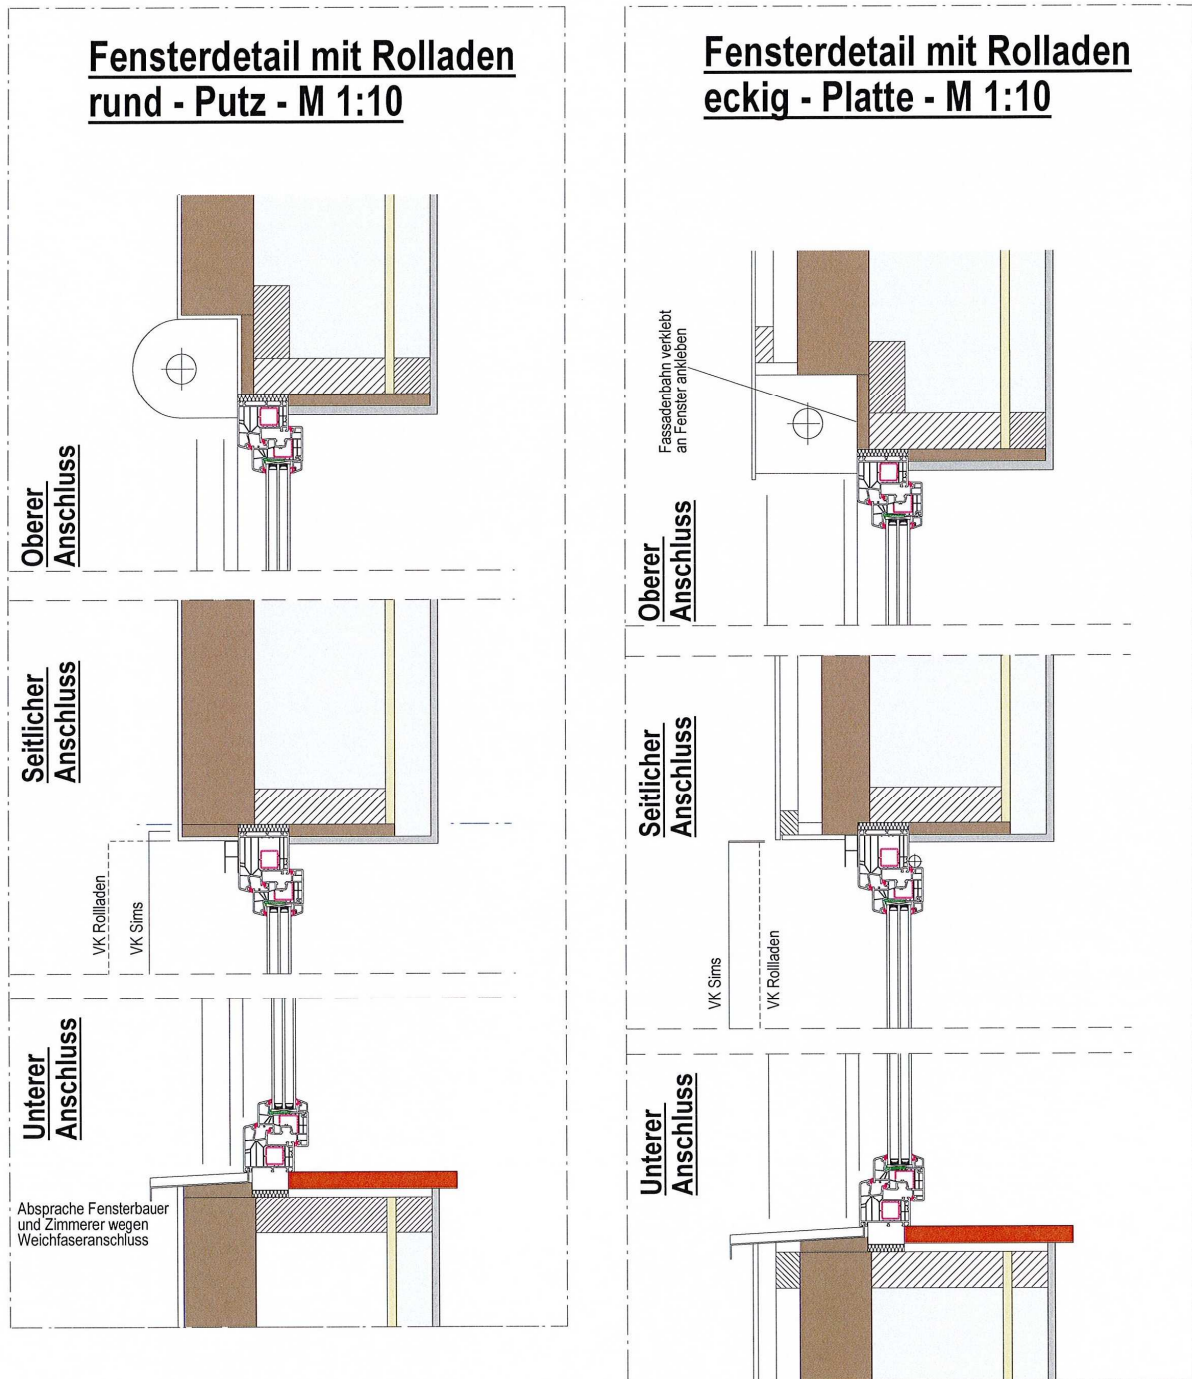 Fensterdetail mit Rolladen
rund - Putz - M 1:10
Oberer
Anschluss
Seitlicher
Anschluss
VK Rollladen
VK Sims
Unterer
Anschluss
Absprache Fensterbauer
und Zimmerer wegen
Weichfaseranschluss
Fensterdetail mit Rolladen
eckig - Platte - M 1:10
Fassadenbahn verklebt
an Fenster ankleben
Oberer
Anschluss
Seitlicher
Anschluss
VK Sims
VK Rollladen
Unterer
Anschluss